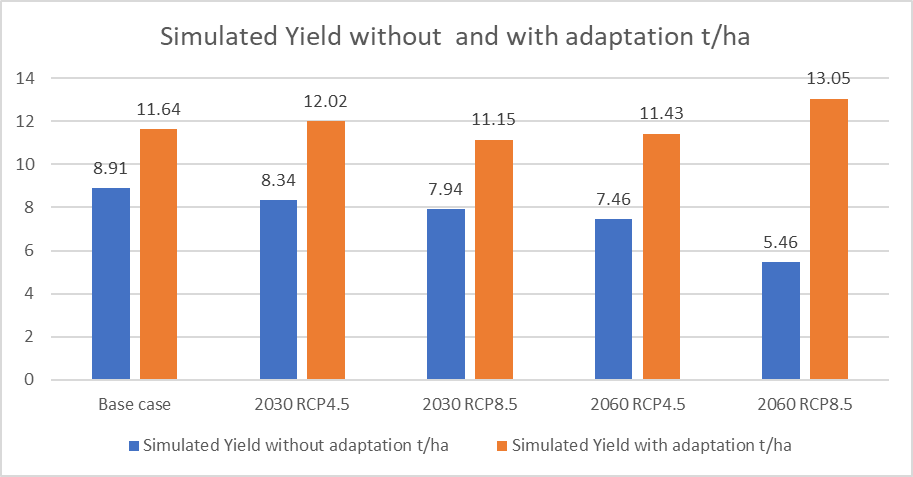 Simulated Yield without  and with adaptation t/ha
14
12
10
8
6
4
2
0
8.91
11.64
8.34
12.02
7.94
11.15
7.46
11.43
5.46
13.05
Base case
2030 RCP4.5
2030 RCP8.5
2060 RCP4.5
2060 RCP8.5
Simulated Yield without adaptation t/ha
Simulated Yield with adaptation t/ha